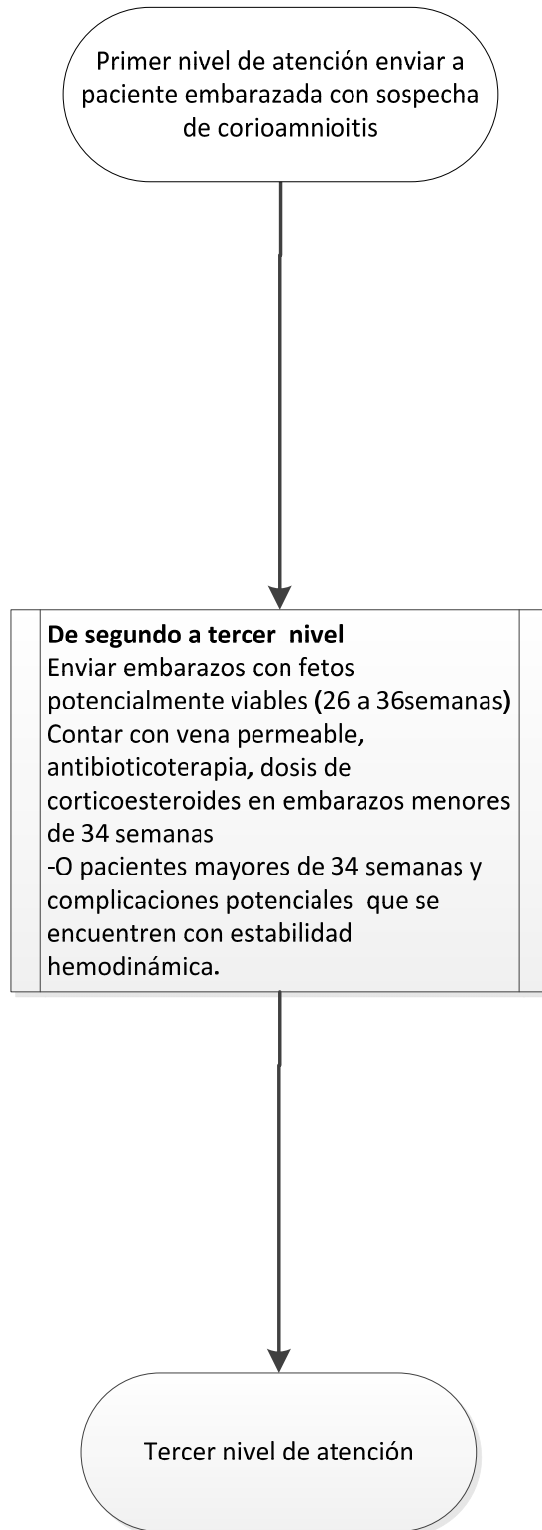 Primer nivel de atención enviar a
paciente embarazada con sospecha
de corioamnioitis
De segundo a tercer nivel
Enviar embarazos con fetos
potencialmente viables (26 a 36semanas)
Contar con vena permeable,
antibioticoterapia, dosis de
corticoesteroides en embarazos menores
de 34 semanas
-O pacientes mayores de 34 semanas y
complicaciones potenciales que se
encuentren con estabilidad
hemodinámica.
Tercer nivel de atención